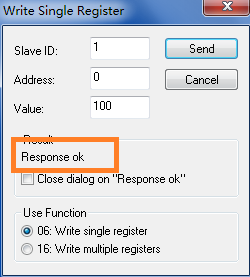 Write Single Register
Slave ID: 1
Send
Address: 0
Cancel
Value: 100
Result
Response ok
Close dialog on "Response ok"
Use Function
06: Write single register
16: Write multiple registers